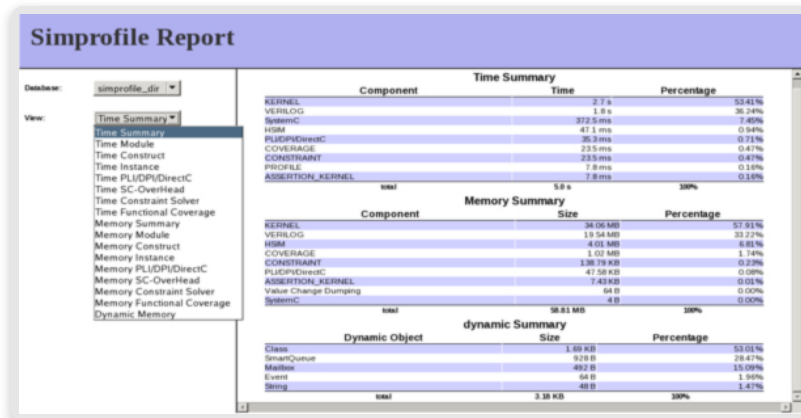 Simprofile Report
Database: simprofile_dir
View: Time Summary
Time Summary
Time Module
Time Construct
Time Instance
Time PLI/DPI/DirectC
Time SC-OverHead
Time Constraint Solver
Time Functional Coverage
Memory Summary
Memory Module
Memory Construct
Memory Instance
Memory PLI/DPI/DirectC
Memory SC-OverHead
Memory Constraint Solver
Memory Functional Coverage
Dynamic Memory
Time Summary
Component Time Percentage
KERNEL 2.7 s 53.41%
VERILOG 1.8 s 36.24%
SystemC 372.5 ms 7.45%
HSIM 47.1 ms 0.94%
PLI/DPI/DirectC 35.3 ms 0.71%
COVERAGE 23.5 ms 0.47%
CONSTRAINT 23.5 ms 0.47%
PROFILE 7.8 ms 0.16%
ASSERTION_KERNEL 7.8 ms 0.16%
total 5.0 s 100%
Memory Summary
Component Size Percentage
KERNEL 34.06 MB 57.91%
VERILOG 19.54 MB 33.22%
HSIM 4.01 MB 6.81%
COVERAGE 1.02 MB 1.74%
CONSTRAINT 138.79 KB 0.23%
PLI/DPI/DirectC 47.58 KB 0.08%
ASSERTION_KERNEL 7.43 KB 0.01%
Value Change Dumping 64 B 0.00%
SystemC 4 B 0.00%
total 58.81 MB 100%
dynamic Summary
Dynamic Object Size Percentage
Class 1.69 KB 53.01%
SmartQueue 928 B 28.47%
Mailbox 492 B 15.09%
Event 64 B 1.96%
String 48 B 1.47%
total 3.18 KB 100%